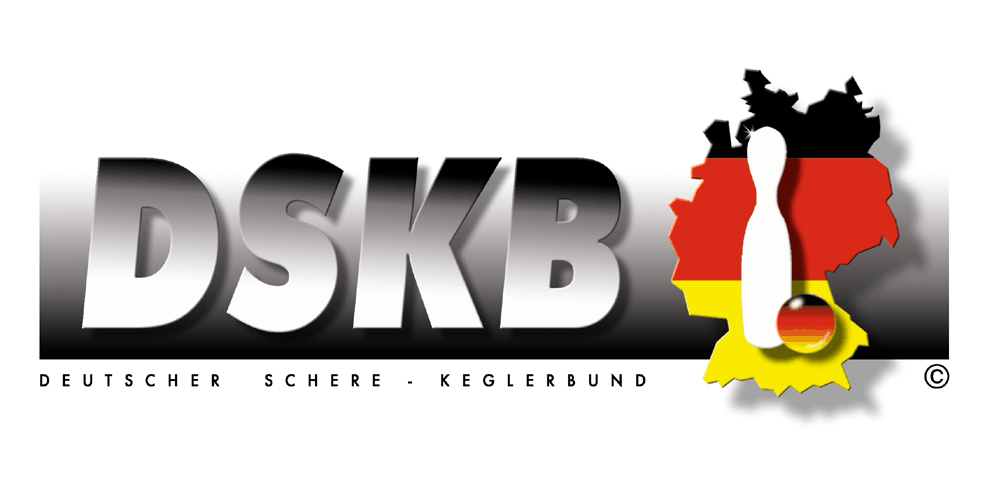 DSKB
DEUTSCHER SCHERE - KEGLERBUND
©